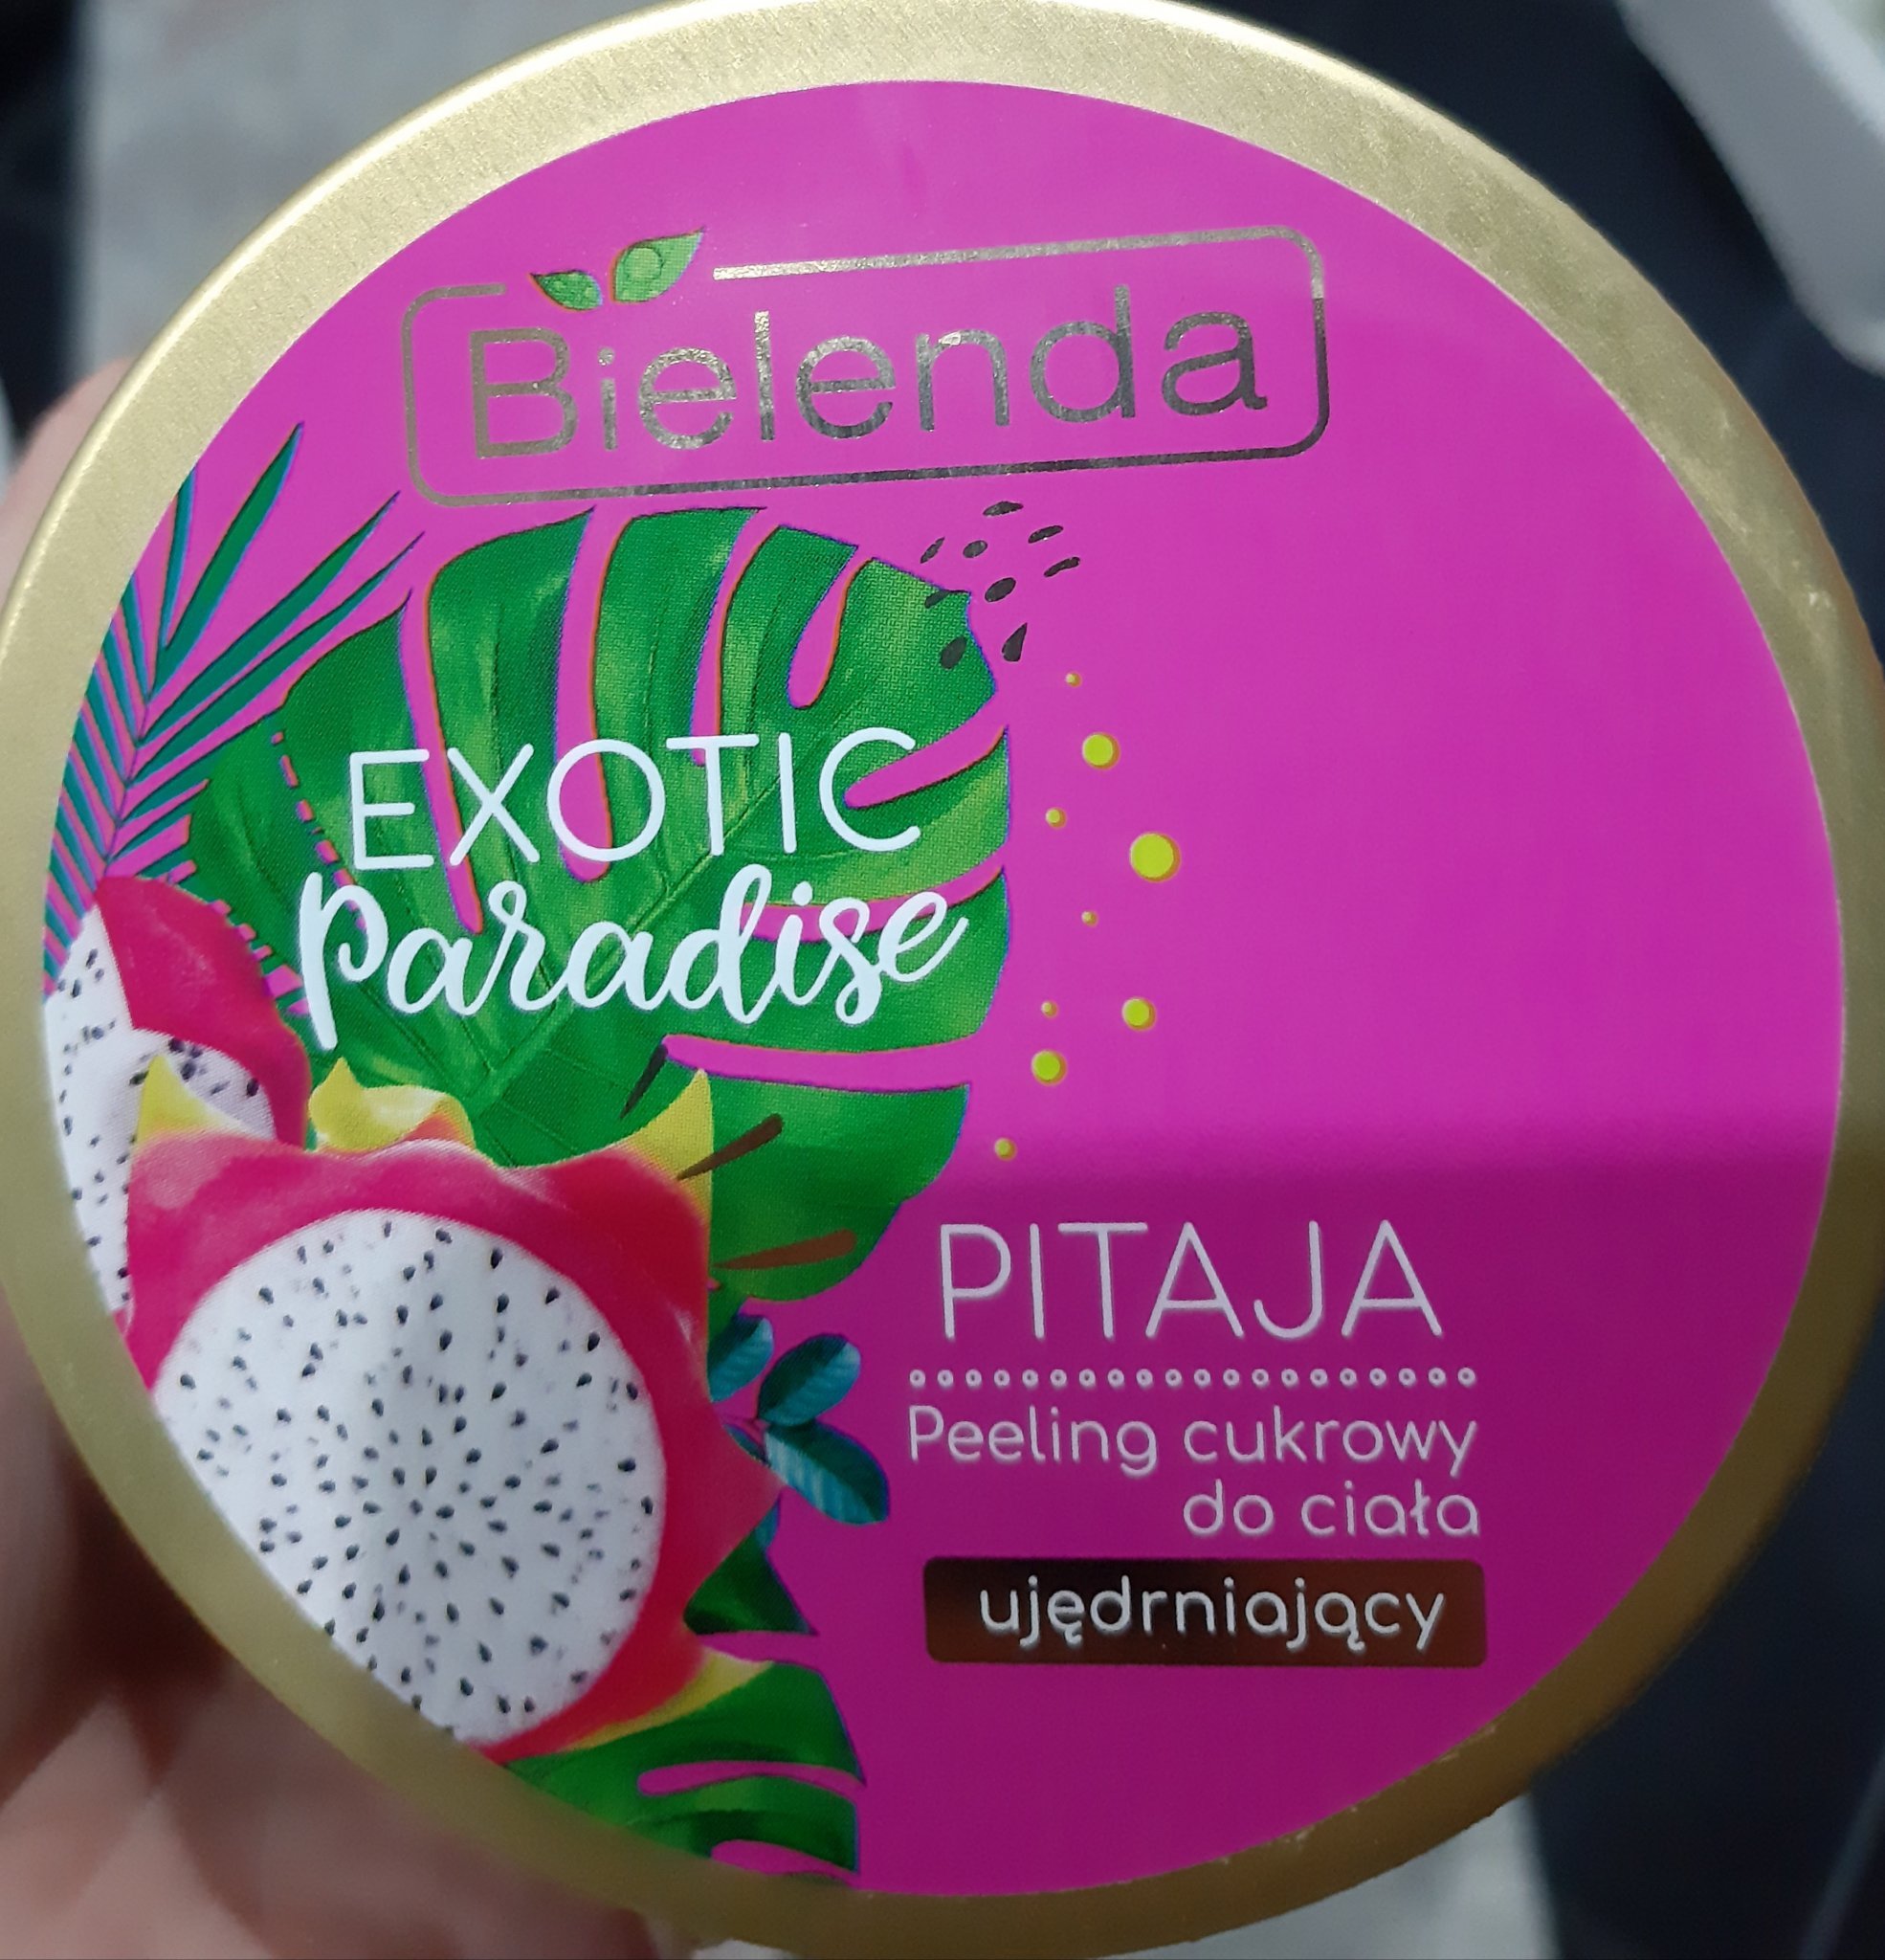 Bielenda
EXOTIC
Paradise
PITAJA
Peeling cukrowy
do ciała
ujędrniający